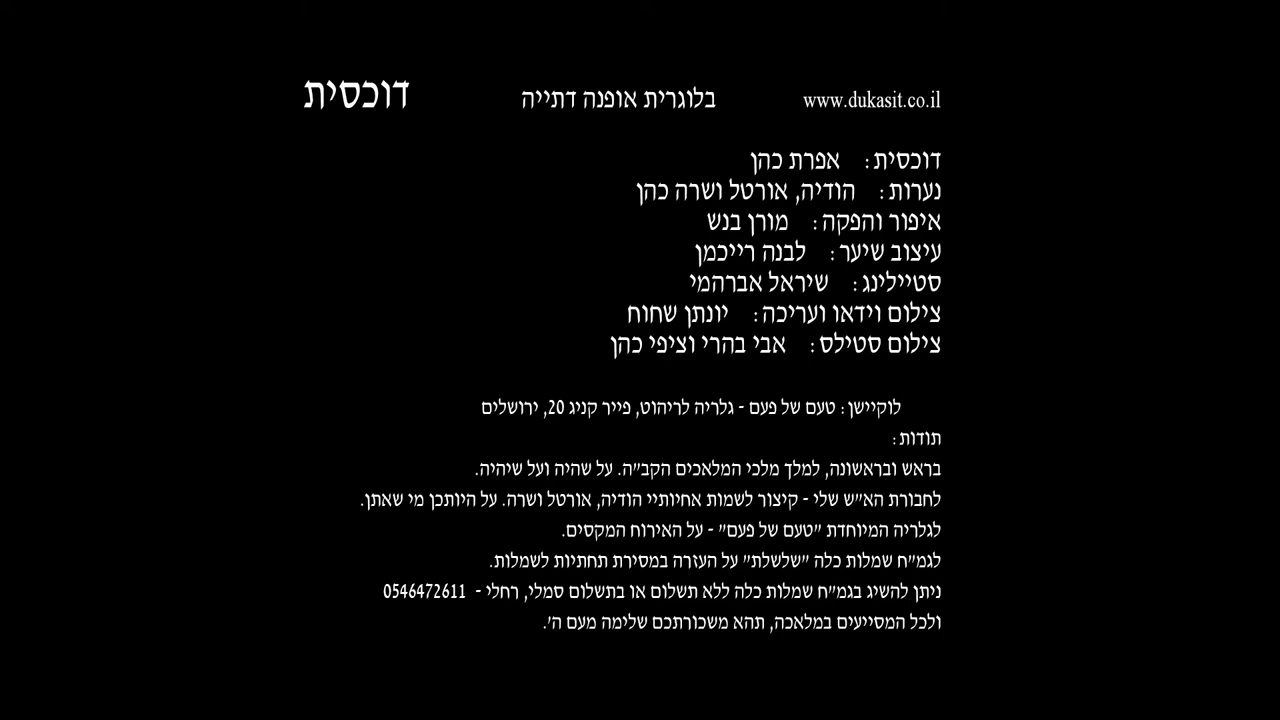 www.dukasit.co.il בלוגרית אופנה דתייה דוכסית
דוכסית: אפרת כהן
נערות: הודיה, אורטל ושרה כהן
איפור והפקה: מורן בנש
עיצוב שיער: לבנה רייכמן
סטיילינג: שיראל אברהמי
צילום וידאו ועריכה: יונתן שחוח
צילום סטילס: אבי בהרי וציפי כהן
לוקיישן: טעם של פעם - גלריה לריהוט, פייר קניג 20, ירושלים
תודות:
בראש ובראשונה, למלך מלכי המלאכים הקב״ה. על שהיה ועל שיהיה.
לחבורת הא״ש שלי - קיצור לשמות אחיותיי הודיה, אורטל ושרה. על היותכן מי שאתן.
לגלריה המיוחדת ״טעם של פעם״ - על האירוח המקסים.
לגמ״ח שמלות כלה ״שלשלת״ על העזרה במסירת תחתיות לשמלות.
ניתן להשיג בגמ״ח שמלות כלה ללא תשלום או בתשלום סמלי, רחלי - 0546472611
ולכל המסייעים במלאכה, תהא משכורתכם שלימה מעם ה׳.